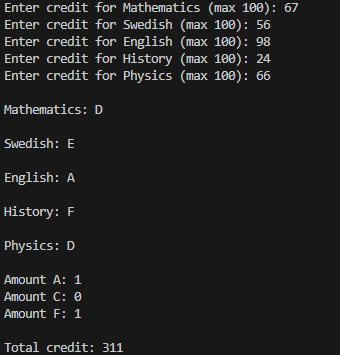 Enter credit for Mathematics (max 100): 67
Enter credit for Swedish (max 100): 56
Enter credit for English (max 100): 98
Enter credit for History (max 100): 24
Enter credit for Physics (max 100): 66
Mathematics: D
Swedish: E
English: A
History: F
Physics: D
Amount A: 1
Amount C: 0
Amount F: 1
Total credit: 311